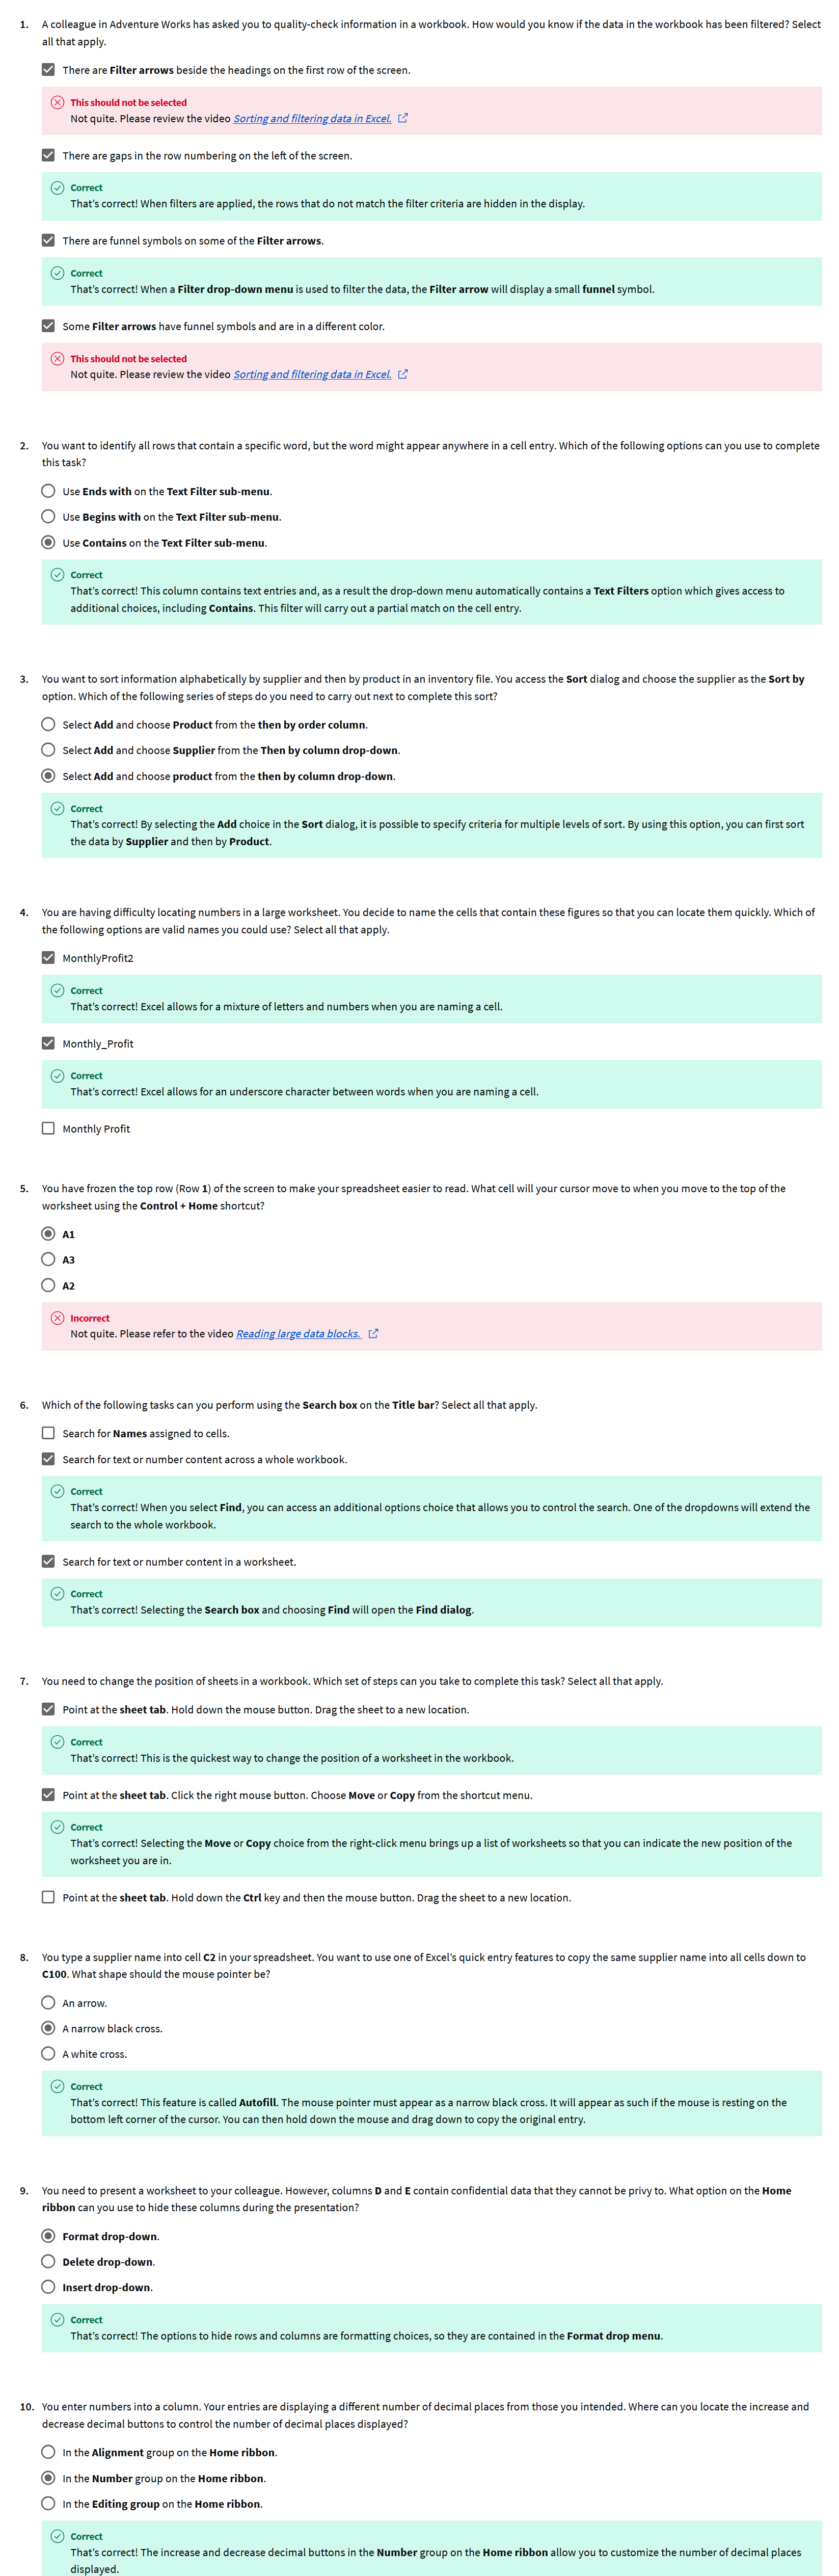 1. A colleague in Adventure Works has asked you to quality-check information in a workbook. How would you know if the data in the workbook has been filtered? Select
all that apply.
There are Filter arrows beside the headings on the first row of the screen.
This should not be selected
Not quite. Please review the video Sorting and filtering data in Excel.
There are gaps in the row numbering on the left of the screen.
Correct
That's correct! When filters are applied, the rows that do not match the filter criteria are hidden in the display.
There are funnel symbols on some of the Filter arrows.
Correct
That's correct! When a Filter drop-down menu is used to filter the data, the Filter arrow will display a small funnel symbol.
Some Filter arrows have funnel symbols and are in a different color.
This should not be selected
Not quite. Please review the video Sorting and filtering data in Excel.
2. You want to identify all rows that contain a specific word, but the word might appear anywhere in a cell entry. Which of the following options can you use to complete
this task?
Use Ends with on the Text Filter sub-menu.
Use Begins with on the Text Filter sub-menu.
Use Contains on the Text Filter sub-menu.
Correct
That's correct! This column contains text entries and, as a result the drop-down menu automatically contains a Text Filters option which gives access to
additional choices, including Contains. This filter will carry out a partial match on the cell entry.
3. You want to sort information alphabetically by supplier and then by product in an inventory file. You access the Sort dialog and choose the supplier as the Sort by
option. Which of the following series of steps do you need to carry out next to complete this sort?
Select Add and choose Product from the then by order column.
Select Add and choose Supplier from the Then by column drop-down.
Select Add and choose product from the then by column drop-down.
Correct
That's correct! By selecting the Add choice in the Sort dialog, it is possible to specify criteria for multiple levels of sort. By using this option, you can first sort
the data by Supplier and then by Product.
4. You are having difficulty locating numbers in a large worksheet. You decide to name the cells that contain these figures so that you can locate them quickly. Which of
the following options are valid names you could use? Select all that apply.
MonthlyProfit2
Correct
That's correct! Excel allows for a mixture of letters and numbers when you are naming a cell.
Monthly_Profit
Correct
That's correct! Excel allows for an underscore character between words when you are naming a cell.
Monthly Profit
5. You have frozen the top row (Row 1) of the screen to make your spreadsheet easier to read. What cell will your cursor move to when you move to the top of the
worksheet using the Control + Home shortcut?
A1
A3
A2
Incorrect
Not quite. Please refer to the video Reading large data blocks.
6. Which of the following tasks can you perform using the Search box on the Title bar? Select all that apply.
Search for Names assigned to cells.
Search for text or number content across a whole workbook.
Correct
That's correct! When you select Find, you can access an additional options choice that allows you to control the search. One of the dropdowns will extend the
search to the whole workbook.
Search for text or number content in a worksheet.
Correct
That's correct! Selecting the Search box and choosing Find will open the Find dialog.
7. You need to change the position of sheets in a workbook. Which set of steps can you take to complete this task? Select all that apply.
Point at the sheet tab. Hold down the mouse button. Drag the sheet to a new location.
Correct
That's correct! This is the quickest way to change the position of a worksheet in the workbook.
Point at the sheet tab. Click the right mouse button. Choose Move or Copy from the shortcut menu.
Correct
That's correct! Selecting the Move or Copy choice from the right-click menu brings up a list of worksheets so that you can indicate the new position of the
worksheet you are in.
Point at the sheet tab. Hold down the Ctrl key and then the mouse button. Drag the sheet to a new location.
8. You type a supplier name into cell C2 in your spreadsheet. You want to use one of Excel's quick entry features to copy the same supplier name into all cells down to
C100. What shape should the mouse pointer be?
An arrow.
A narrow black cross.
A white cross.
Correct
That's correct! This feature is called Autofill. The mouse pointer must appear as a narrow black cross. It will appear as such if the mouse is resting on the
bottom left corner of the cursor. You can then hold down the mouse and drag down to copy the original entry.
9. You need to present a worksheet to your colleague. However, columns D and E contain confidential data that they cannot be privy to. What option on the Home
ribbon can you use to hide these columns during the presentation?
Format drop-down.
Delete drop-down.
Insert drop-down.
Correct
That's correct! The options to hide rows and columns are formatting choices, so they are contained in the Format drop menu.
10. You enter numbers into a column. Your entries are displaying a different number of decimal places from those you intended. Where can you locate the increase and
decrease decimal buttons to control the number of decimal places displayed?
In the Alignment group on the Home ribbon.
In the Number group on the Home ribbon.
In the Editing group on the Home ribbon.
Correct
That's correct! The increase and decrease decimal buttons in the Number group on the Home ribbon allow you to customize the number of decimal places
displayed.